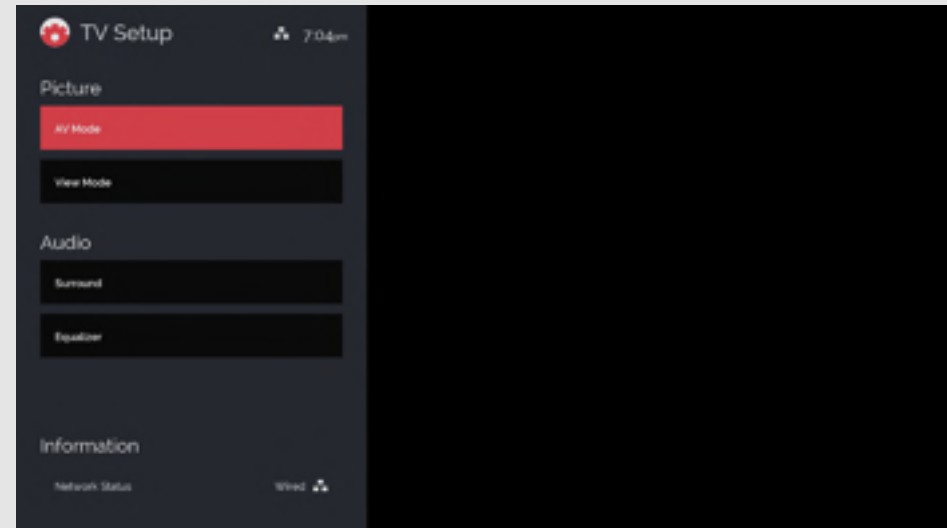 TV Setup 7:04pm
Picture
AV Mode
View Mode
Audio
Surround
Equalizer
Information
Network Status Wired